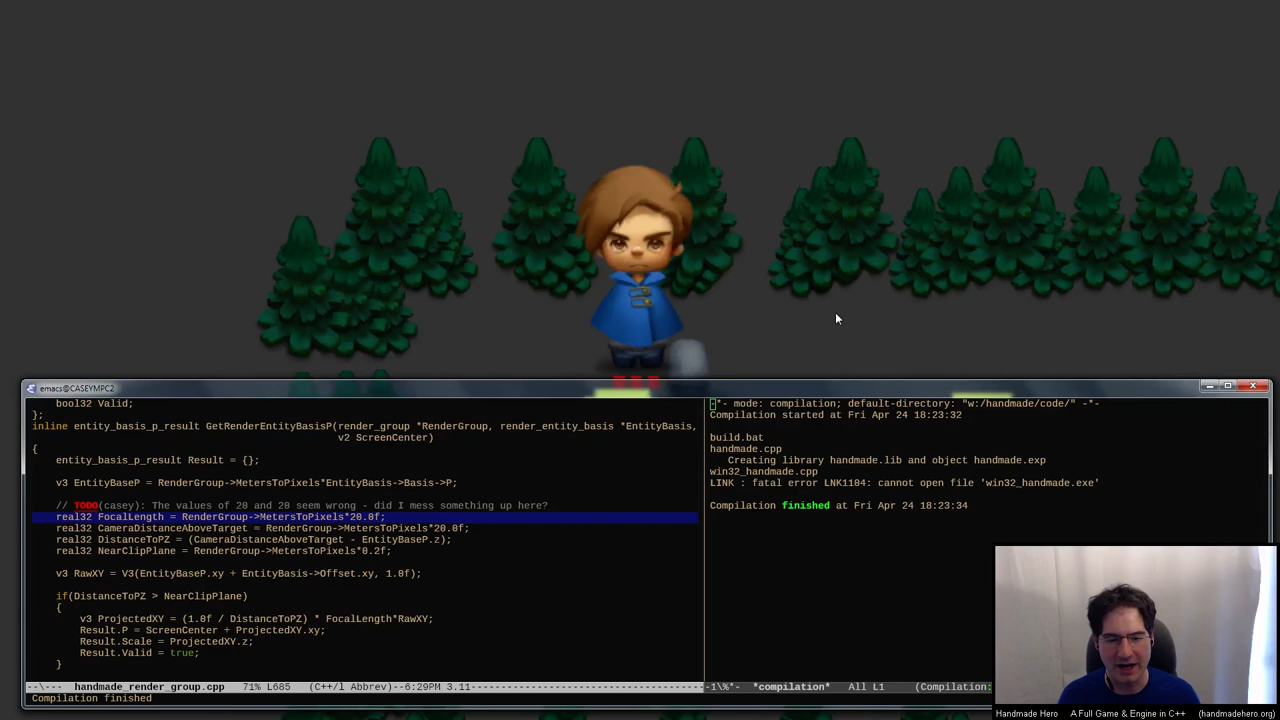 emacs@CASEYMPC2
bool32 Valid;
};
inline entity_basis_p_result GetRenderEntityBasisP(render_group *RenderGroup, render_entity_basis *EntityBasis,
v2 ScreenCenter)
{
entity_basis_p_result Result = {};
v3 EntityBaseP = RenderGroup->MetersToPixels*EntityBasis->Basis->P;
// TODO(casey): The values of 20 and 20 seem wrong - did I mess something up here?
real32 FocalLength = RenderGroup->MetersToPixels*20.0f;
real32 CameraDistanceAboveTarget = RenderGroup->MetersToPixels*20.0f;
real32 DistanceToPZ = (CameraDistanceAboveTarget - EntityBaseP.z);
real32 NearClipPlane = RenderGroup->MetersToPixels*0.2f;
v3 RawXY = V3(EntityBaseP.xy + EntityBasis->Offset.xy, 1.0f);
if(DistanceToPZ > NearClipPlane)
{
v3 ProjectedXY = (1.0f / DistanceToPZ) * FocalLength*RawXY;
Result.P = ScreenCenter + ProjectedXY.xy;
Result.Scale = ProjectedXY.z;
Result.Valid = true;
}
--\--- handmade_render_group.cpp 71% L685 (C++/l Abbrev)--6:29PM 3.11
Compilation finished
-*- mode: compilation; default-directory: "w:/handmade/code/" -*-
Compilation started at Fri Apr 24 18:23:32
build.bat
handmade.cpp
Creating library handmade.lib and object handmade.exp
win32_handmade.cpp
LINK : fatal error LNK1104: cannot open file 'win32_handmade.exe'
Compilation finished at Fri Apr 24 18:23:34
-1\%*- *compilation* All L1 (Compilation:
Handmade Hero A Full Game & Engine in C++ (handmadehero.org)